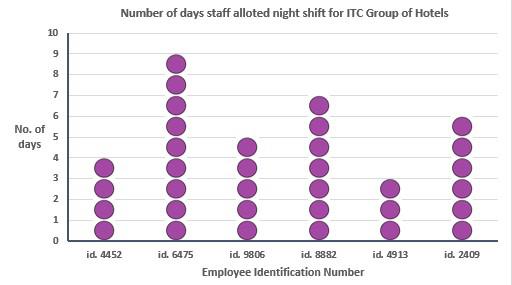 Number of days staff alloted night shift for ITC Group of Hotels
10
9
8
7
6
5
4
3
2
1
0
No. of
days
id. 4452 id. 6475 id. 9806 id. 8882 id. 4913 id. 2409
Employee Identification Number